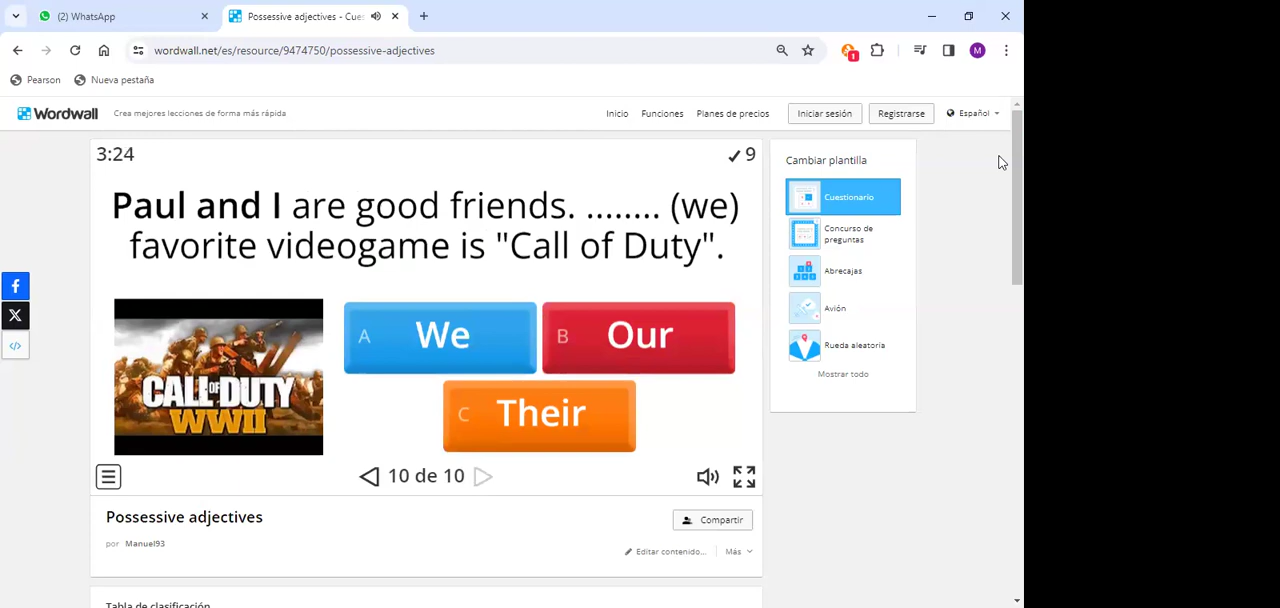 (2) WhatsApp
Possessive adjectives - Cues
wordwall.net/es/resource/9474750/possessive-adjectives
1
M
Pearson
Nueva pestaña
Wordwall
Crea mejores lecciones de forma más rápida
Inicio
Funciones
Planes de precios
Iniciar sesión
Registrarse
Español
3:24
9
Paul and I are good friends. ........ (we)
favorite videogame is "Call of Duty".
CALL OF DUTY
WWII
A We
B Our
C Their
10 de 10
Cambiar plantilla
Cuestionario
Concurso de
preguntas
Abrecajas
Avión
Rueda aleatoria
Mostrar todo
Possessive adjectives
Compartir
por Manuel93
Editar contenido...
Más
Tabla de clasificación